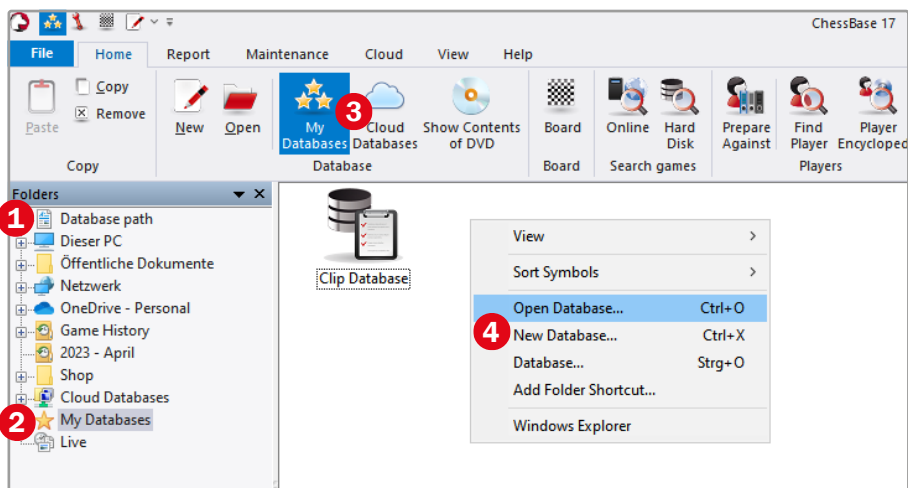 ChessBase 17
File Home Report Maintenance Cloud View Help
Copy
Remove
Paste
New
Open
My Databases
3
Cloud Databases
Show Contents of DVD
Board
Online
Hard Disk
Prepare Against
Find Player
Player Encycloped
Copy
Database
Board
Search games
Players
Folders
1 Database path
Dieser PC
Öffentliche Dokumente
Netzwerk
OneDrive - Personal
Game History
2023 - April
Shop
Cloud Databases
2 My Databases
Live
Clip Database
View >
Sort Symbols >
Open Database... Ctrl+O
4 New Database... Ctrl+X
Database... Strg+O
Add Folder Shortcut...
Windows Explorer